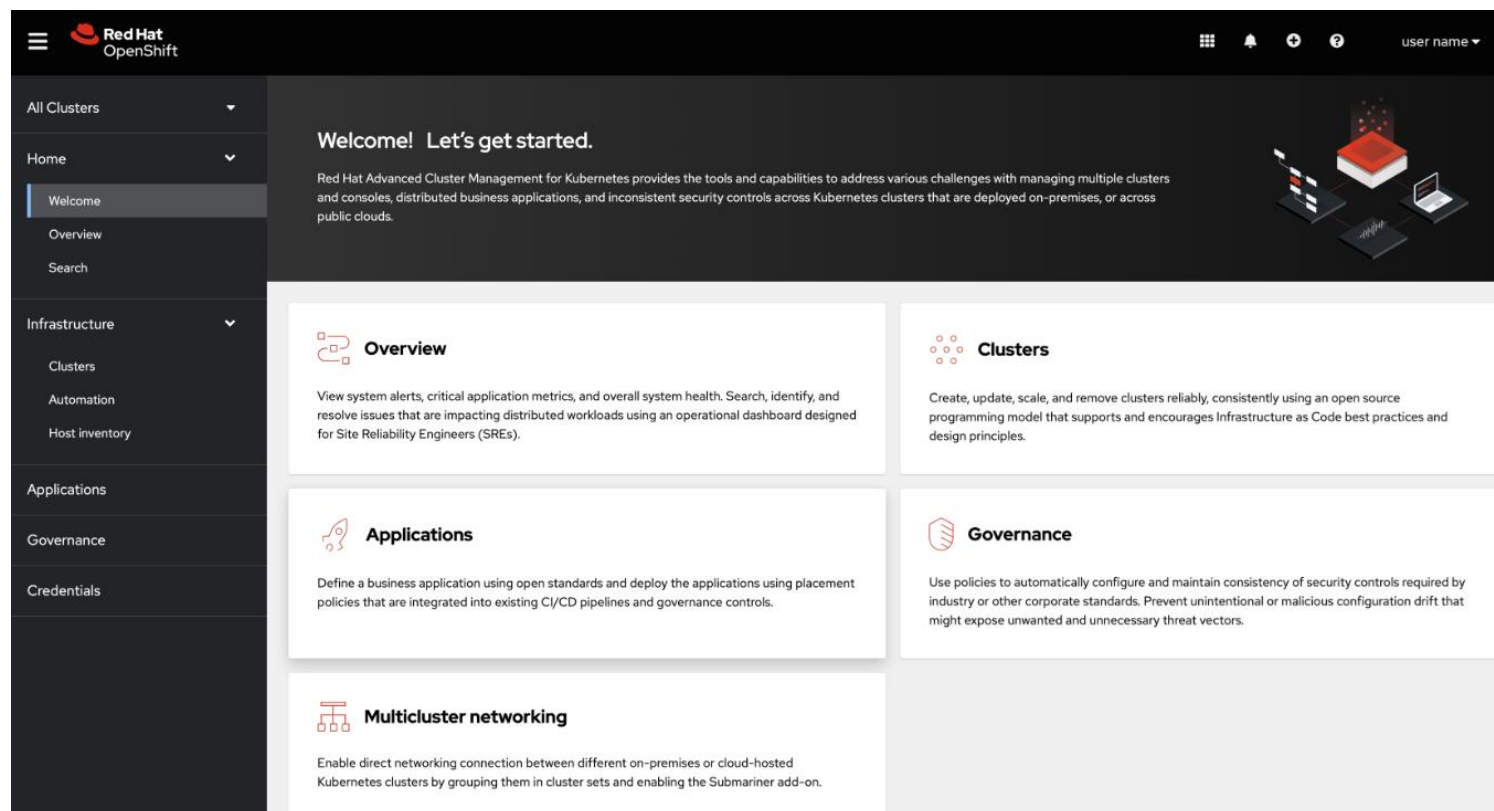 Red Hat
OpenShift
user name
All Clusters
Home
Welcome
Overview
Search
Infrastructure
Clusters
Automation
Host inventory
Applications
Governance
Credentials
Welcome! Let's get started.
Red Hat Advanced Cluster Management for Kubernetes provides the tools and capabilities to address various challenges with managing multiple clusters
and consoles, distributed business applications, and inconsistent security controls across Kubernetes clusters that are deployed on-premises, or across
public clouds.
Overview
View system alerts, critical application metrics, and overall system health. Search, identify, and
resolve issues that are impacting distributed workloads using an operational dashboard designed
for Site Reliability Engineers (SREs).
Clusters
Create, update, scale, and remove clusters reliably, consistently using an open source
programming model that supports and encourages Infrastructure as Code best practices and
design principles.
Applications
Define a business application using open standards and deploy the applications using placement
policies that are integrated into existing CI/CD pipelines and governance controls.
Governance
Use policies to automatically configure and maintain consistency of security controls required by
industry or other corporate standards. Prevent unintentional or malicious configuration drift that
might expose unwanted and unnecessary threat vectors.
Multicluster networking
Enable direct networking connection between different on-premises or cloud-hosted
Kubernetes clusters by grouping them in cluster sets and enabling the Submariner add-on.